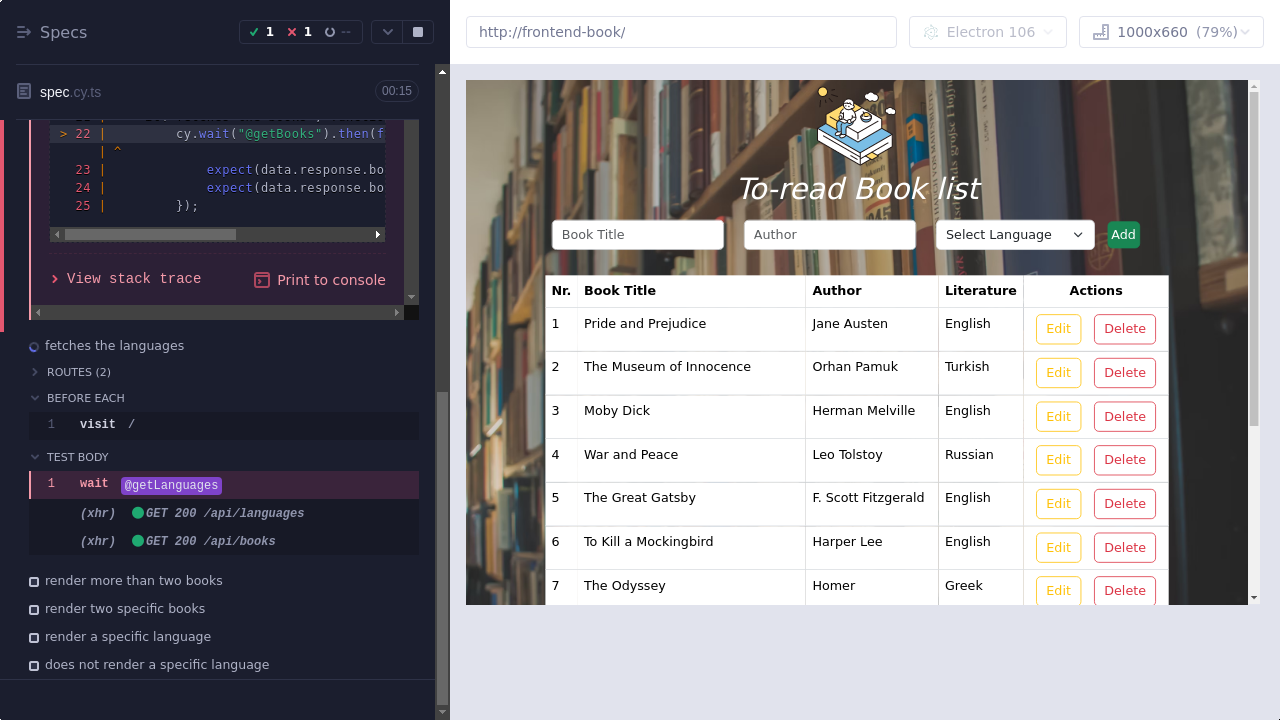 Specs
1
1
--
spec.cy.ts
00:15
> 22 | cy.wait("@getBooks").then(f
| ^
23 | expect(data.response.bo
24 | expect(data.response.bo
25 | });
View stack trace
Print to console
fetches the languages
ROUTES (2)
BEFORE EACH
1 visit /
TEST BODY
1 wait @getLanguages
(xhr) GET 200 /api/languages
(xhr) GET 200 /api/books
render more than two books
render two specific books
render a specific language
does not render a specific language
http://frontend-book/
Electron 106
1000x660 (79%)
To-read Book list
Book Title Author Select Language Add
Nr. Book Title Author Literature Actions
1 Pride and Prejudice Jane Austen English Edit Delete
2 The Museum of Innocence Orhan Pamuk Turkish Edit Delete
3 Moby Dick Herman Melville English Edit Delete
4 War and Peace Leo Tolstoy Russian Edit Delete
5 The Great Gatsby F. Scott Fitzgerald English Edit Delete
6 To Kill a Mockingbird Harper Lee English Edit Delete
7 The Odyssey Homer Greek Edit Delete